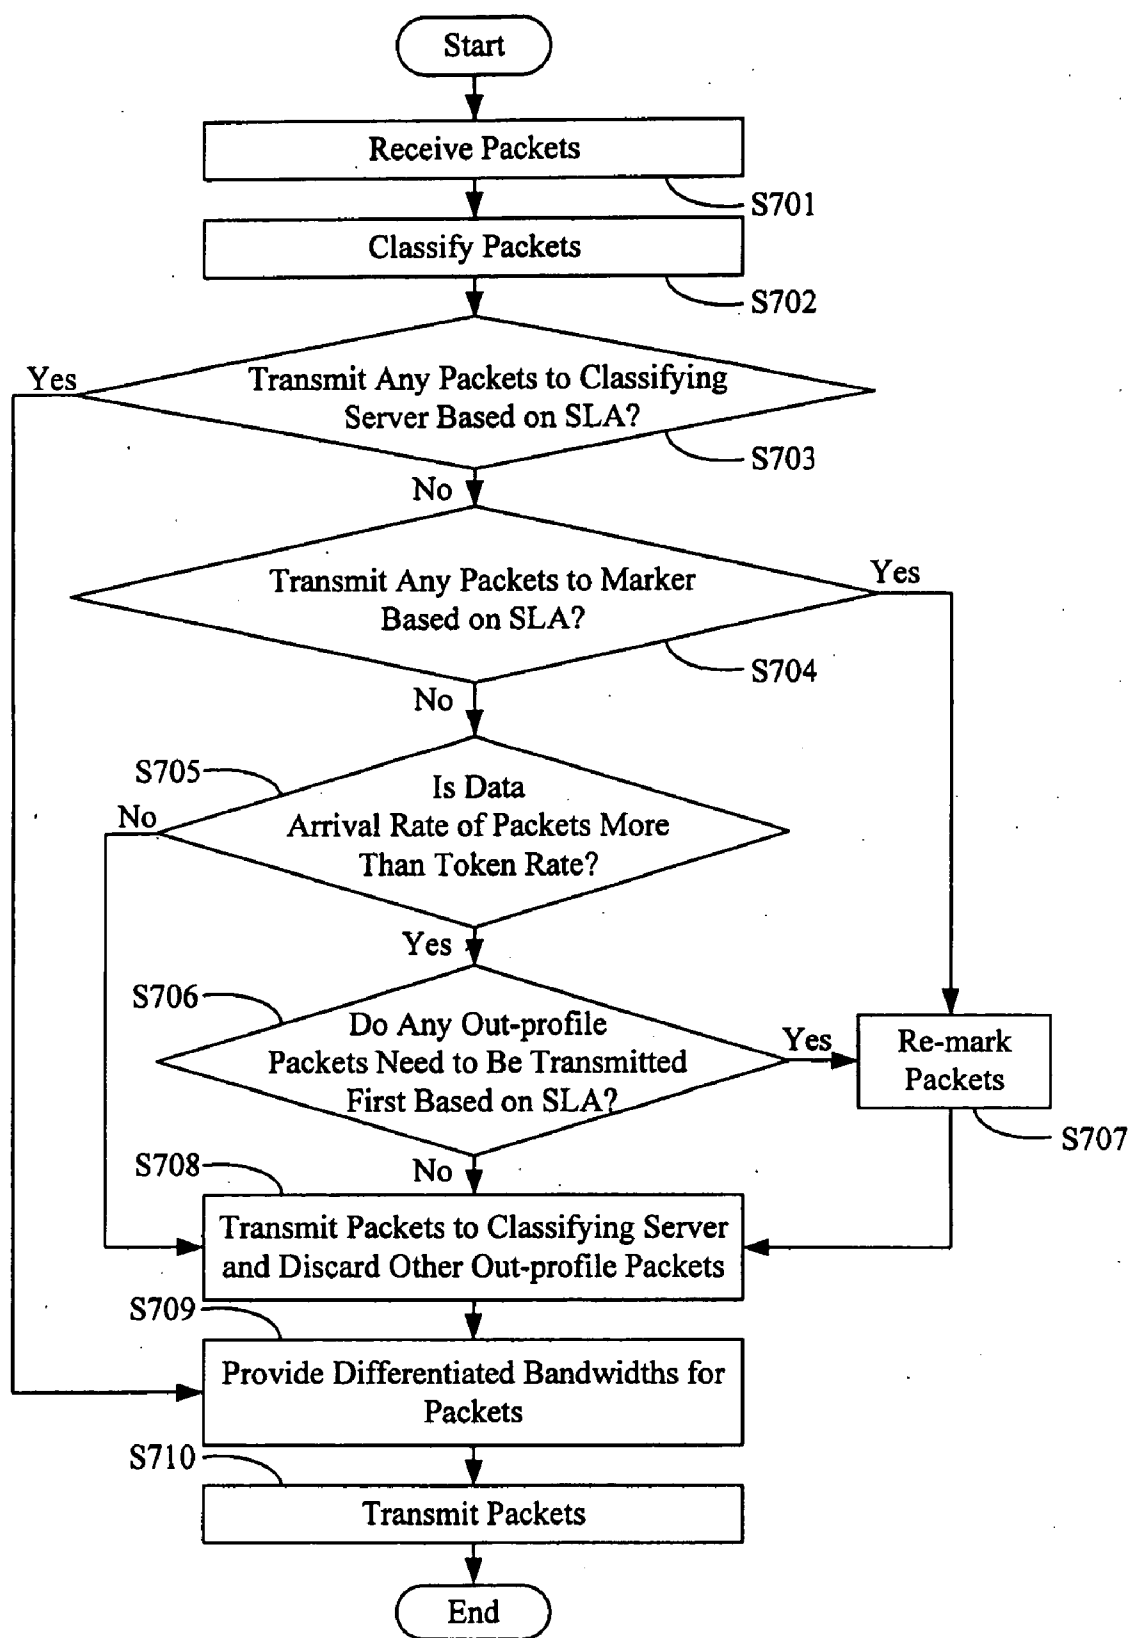 Start
Receive Packets
S701
Classify Packets
S702
Yes
Transmit Any Packets to Classifying
Server Based on SLA?
S703
No
Transmit Any Packets to Marker
Based on SLA?
Yes
S704
No
S705
Is Data
Arrival Rate of Packets More
Than Token Rate?
No
Yes
S706
Do Any Out-profile
Packets Need to Be Transmitted
First Based on SLA?
Yes
Re-mark
Packets
S707
No
S708
Transmit Packets to Classifying Server
and Discard Other Out-profile Packets
S709
Provide Differentiated Bandwidths for
Packets
S710
Transmit Packets
End